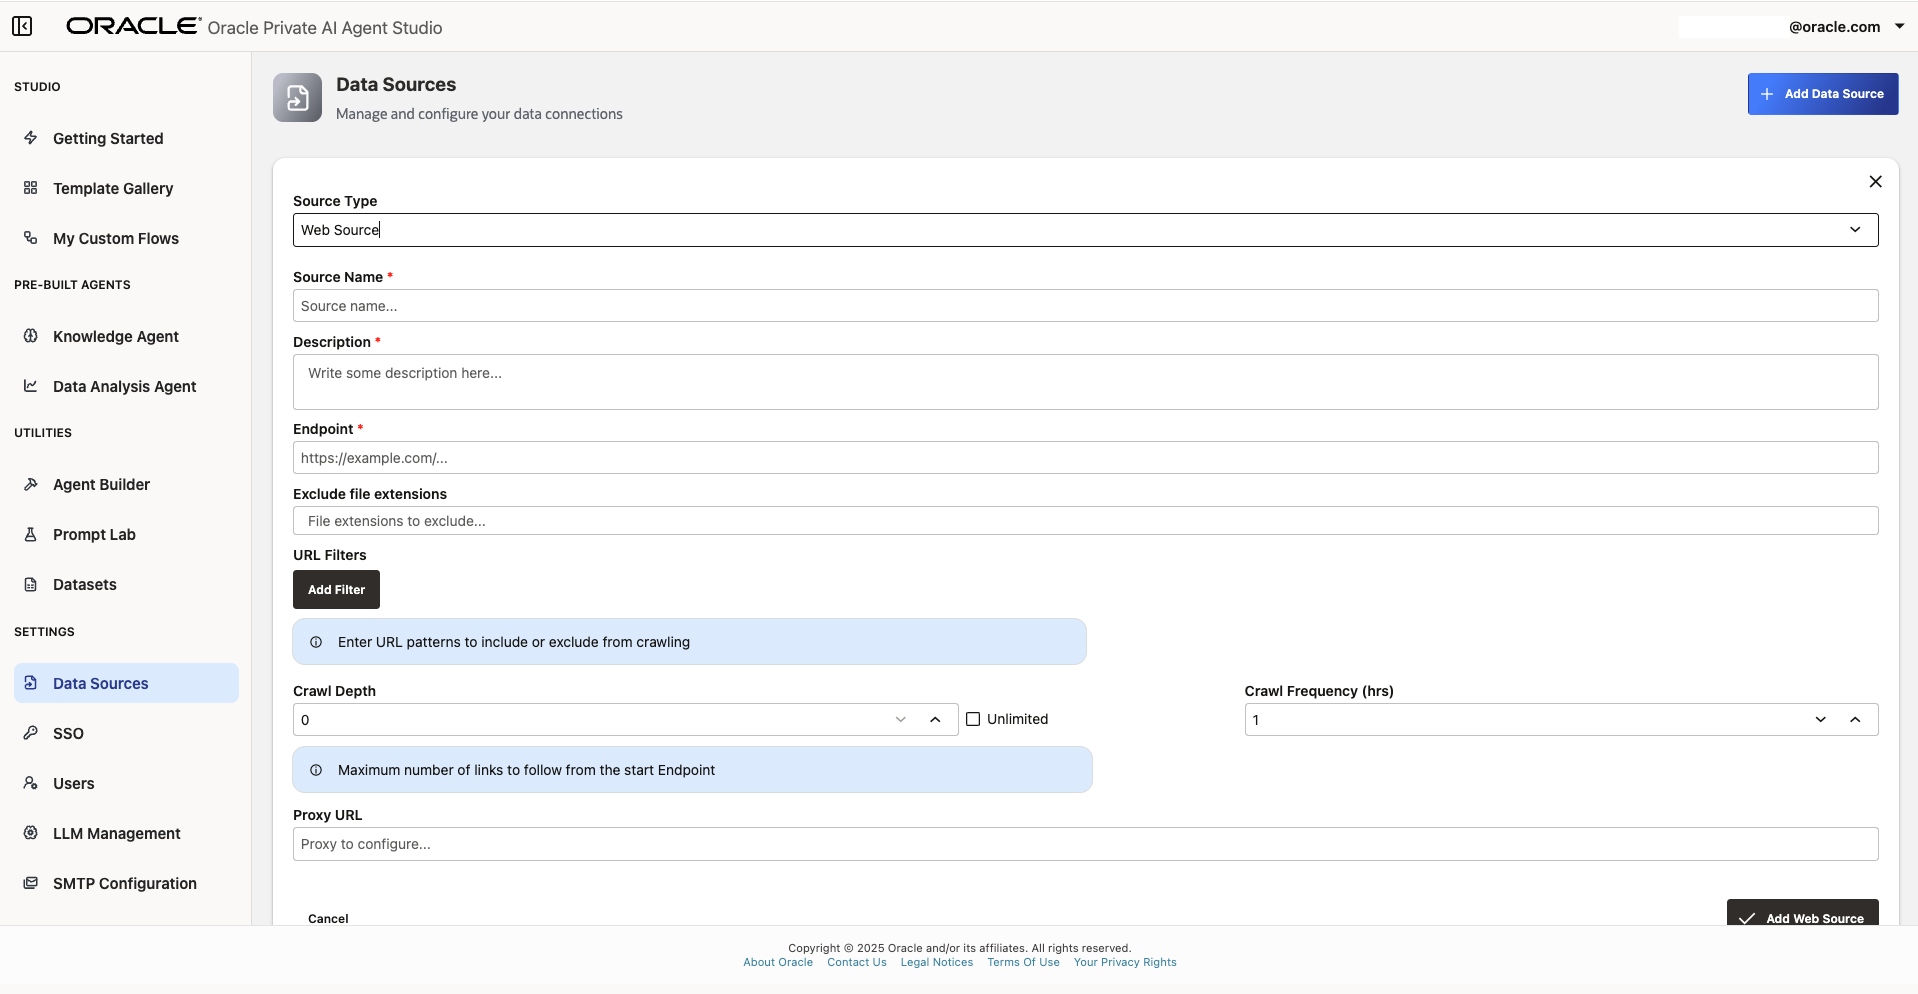 ORACLE Oracle Private AI Agent Studio
@oracle.com
STUDIO
Getting Started
Template Gallery
My Custom Flows
PRE-BUILT AGENTS
Knowledge Agent
Data Analysis Agent
UTILITIES
Agent Builder
Prompt Lab
Datasets
SETTINGS
Data Sources
SSO
Users
LLM Management
SMTP Configuration
Data Sources
Manage and configure your data connections
Add Data Source
Source Type
Web Source
Source Name *
Source name...
Description *
Write some description here...
Endpoint *
https://example.com/...
Exclude file extensions
File extensions to exclude...
URL Filters
Add Filter
Enter URL patterns to include or exclude from crawling
Crawl Depth
0
Unlimited
Crawl Frequency (hrs)
1
Maximum number of links to follow from the start Endpoint
Proxy URL
Proxy to configure...
Cancel
Add Web Source
Copyright © 2025 Oracle and/or its affiliates. All rights reserved.
About Oracle Contact Us Legal Notices Terms Of Use Your Privacy Rights